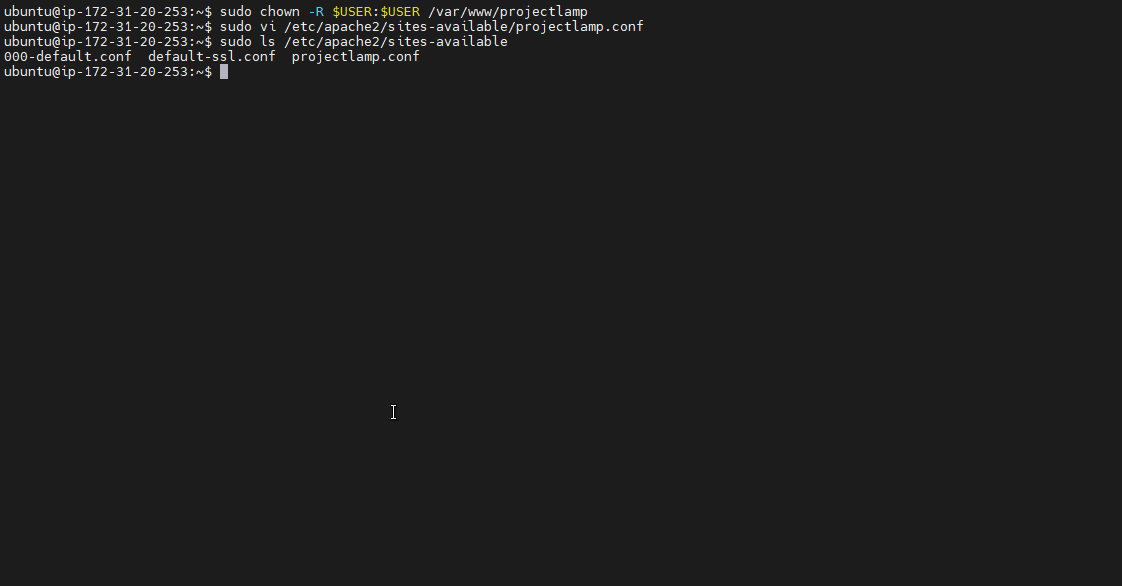 ubuntu@ip-172-31-20-253:~$ sudo chown -R $USER:$USER /var/www/projectlamp
ubuntu@ip-172-31-20-253:~$ sudo vi /etc/apache2/sites-available/projectlamp.conf
ubuntu@ip-172-31-20-253:~$ sudo ls /etc/apache2/sites-available
000-default.conf  default-ssl.conf  projectlamp.conf
ubuntu@ip-172-31-20-253:~$